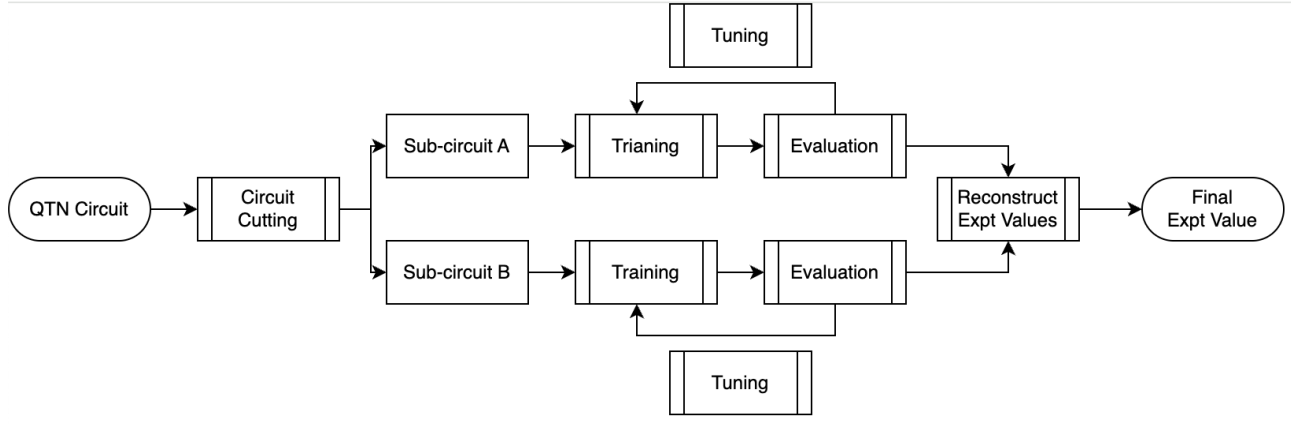 Tuning
Sub-circuit A
Trianing
Evaluation
QTN Circuit
Circuit
Cutting
Reconstruct
Expt Values
Final
Expt Value
Sub-circuit B
Training
Evaluation
Tuning